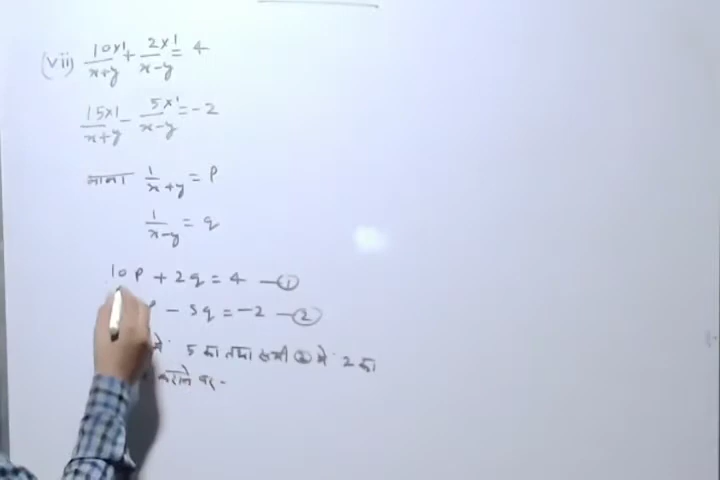 (vii) 10×1/x+y + 2×1/x-y = 4
15×1/x+y - 5×1/x-y = -2
माना 1/x+y = p
1/x-y = q
10p + 2q = 4 — ①
- 5q = -2 — ②
में 5 का तथा समी ② में 2 का
करने पर -